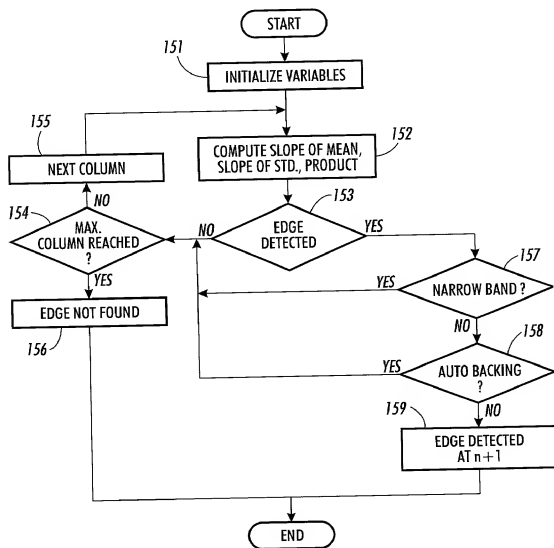 START
151
INITIALIZE VARIABLES
155
152
NEXT COLUMN
COMPUTE SLOPE OF MEAN,
SLOPE OF STD., PRODUCT
154
NO
153
MAX.
COLUMN REACHED
?
NO
EDGE
DETECTED
YES
157
YES
EDGE NOT FOUND
156
YES
NARROW BAND ?
NO
158
YES
AUTO BACKING
?
159
NO
EDGE DETECTED
AT n+1
END